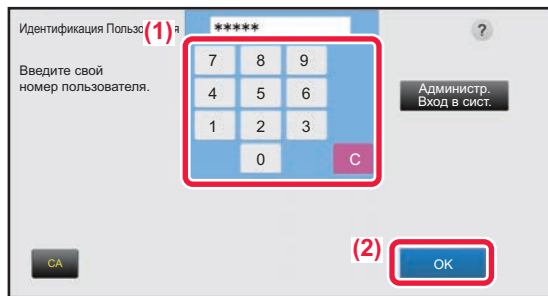 Идентификация Пользователя
(1)
*****
?
Введите свой
номер пользователя.
7 8 9
4 5 6
1 2 3
0 C
Администр.
Вход в сист.
(2)
CA
OK